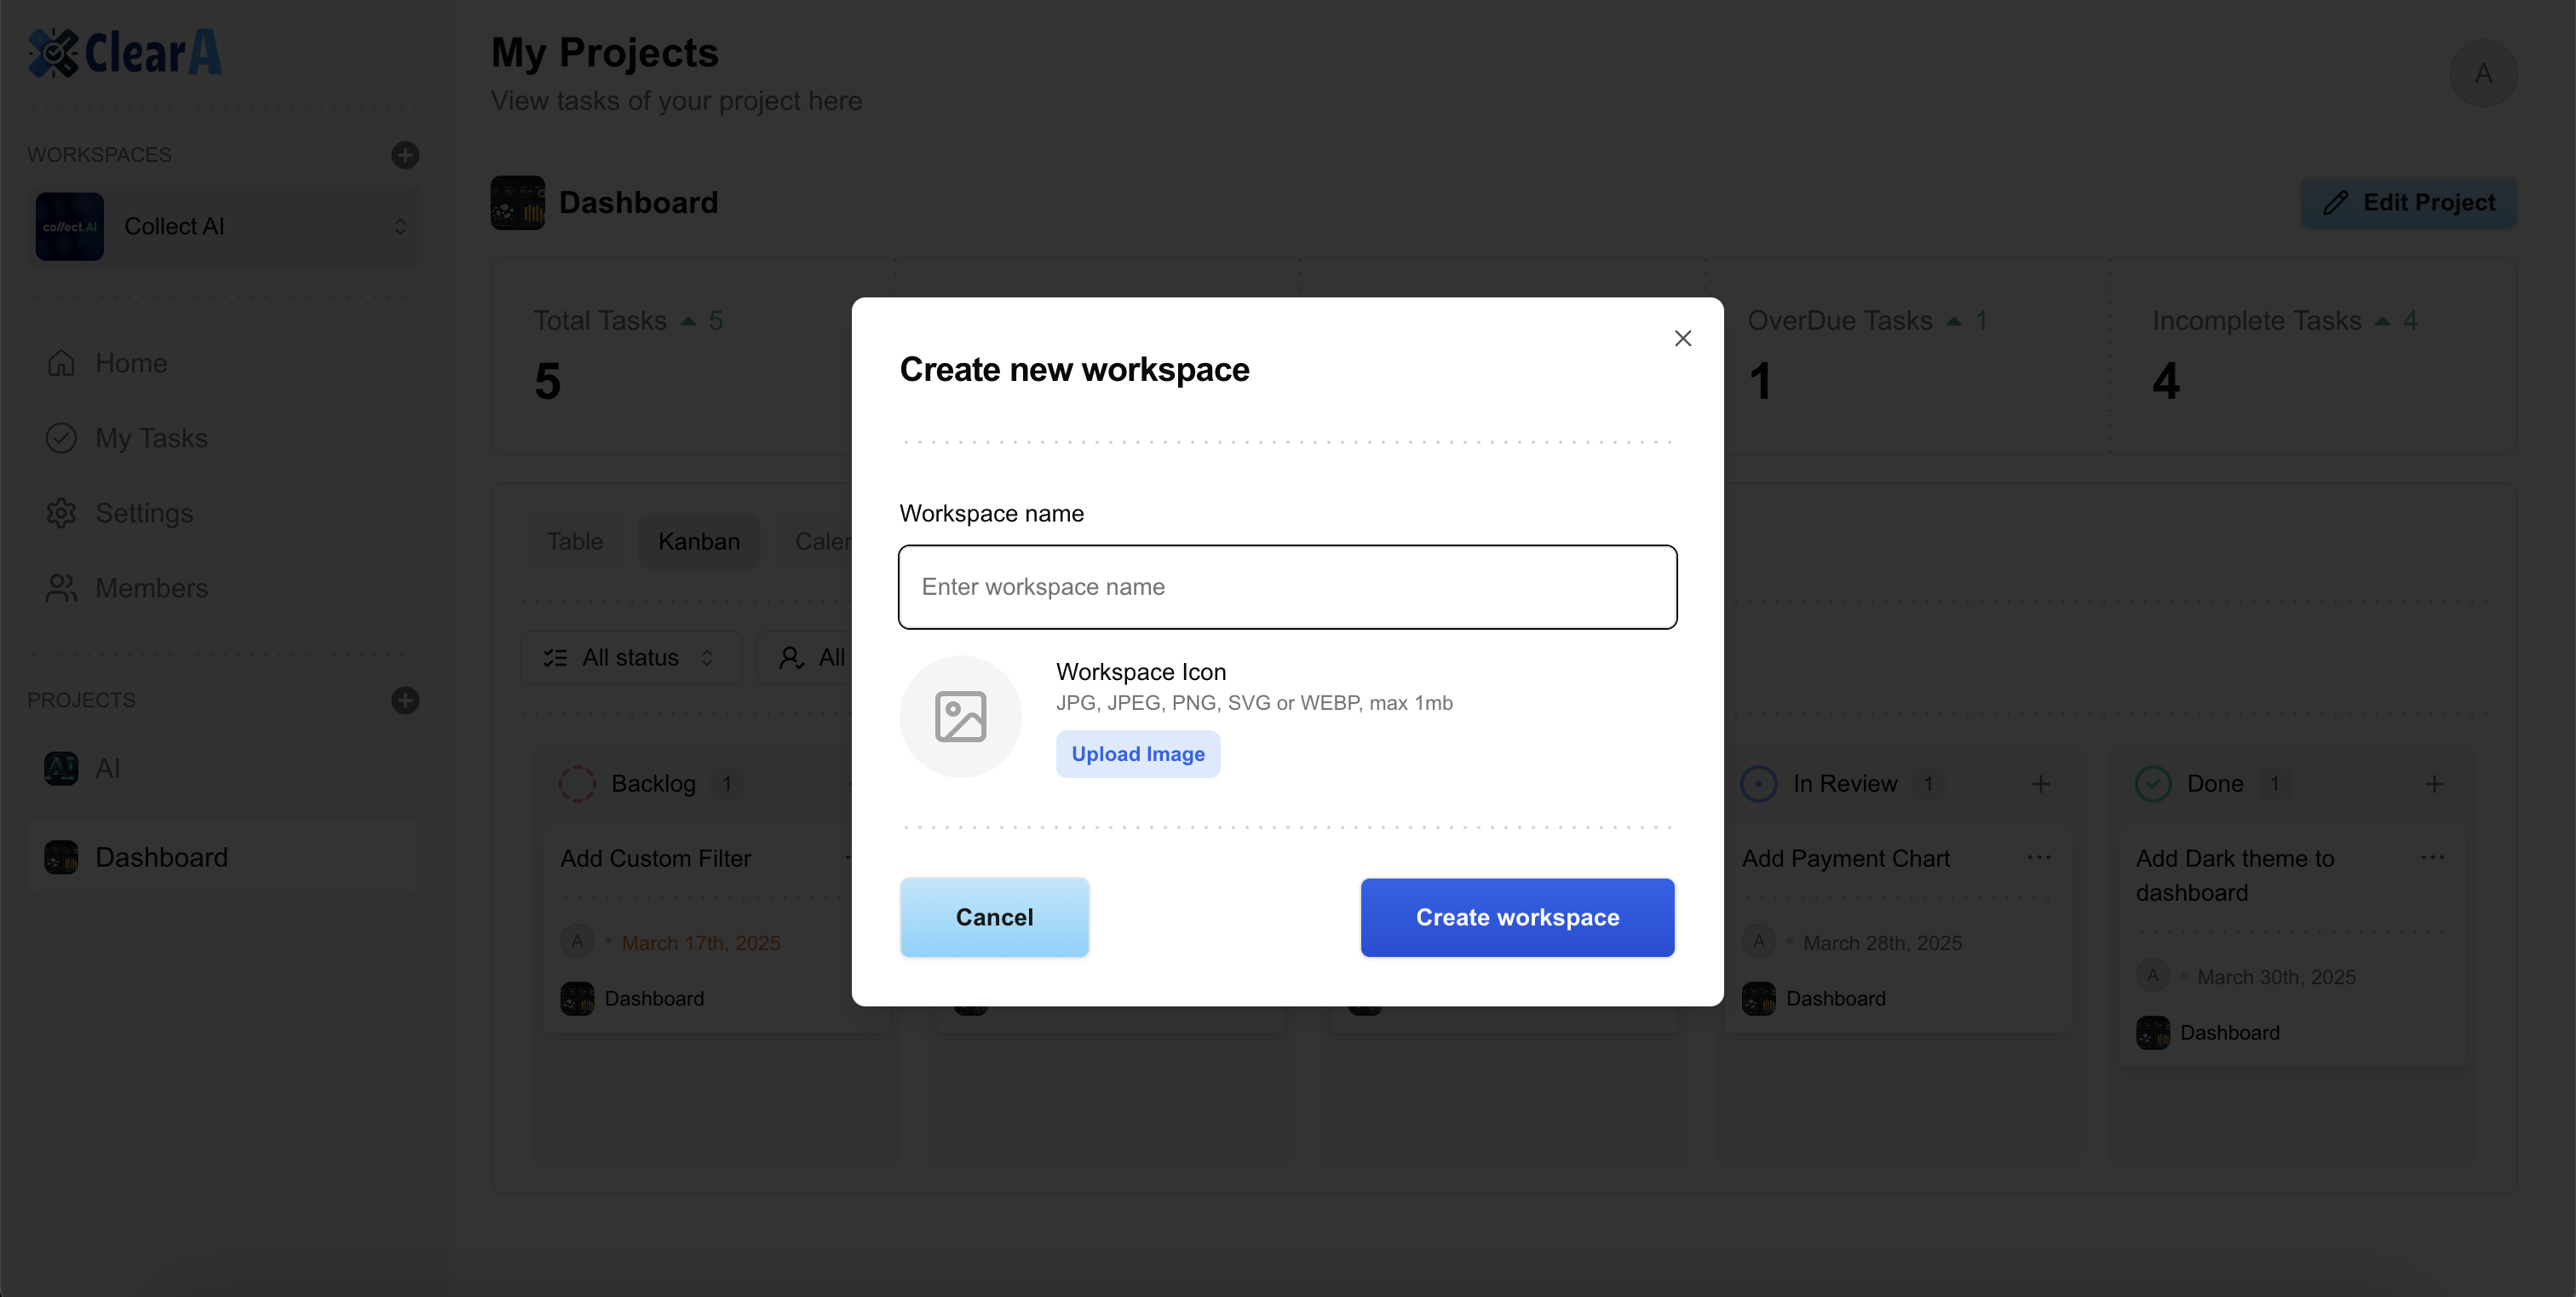 ClearA
WORKSPACES
collect.AI
Collect AI
Home
My Tasks
Settings
Members
PROJECTS
AI
Dashboard
My Projects
View tasks of your project here
A
Dashboard
Edit Project
Total Tasks 5
5
OverDue Tasks 1
1
Incomplete Tasks 4
4
Table
Kanban
All status
All
Backlog 1
Add Custom Filter
A • March 17th, 2025
Dashboard
In Review 1
Add Payment Chart
A • March 28th, 2025
Dashboard
Done 1
Add Dark theme to
dashboard
A • March 30th, 2025
Dashboard
Create new workspace
Workspace name
Enter workspace name
Workspace Icon
JPG, JPEG, PNG, SVG or WEBP, max 1mb
Upload Image
Cancel
Create workspace